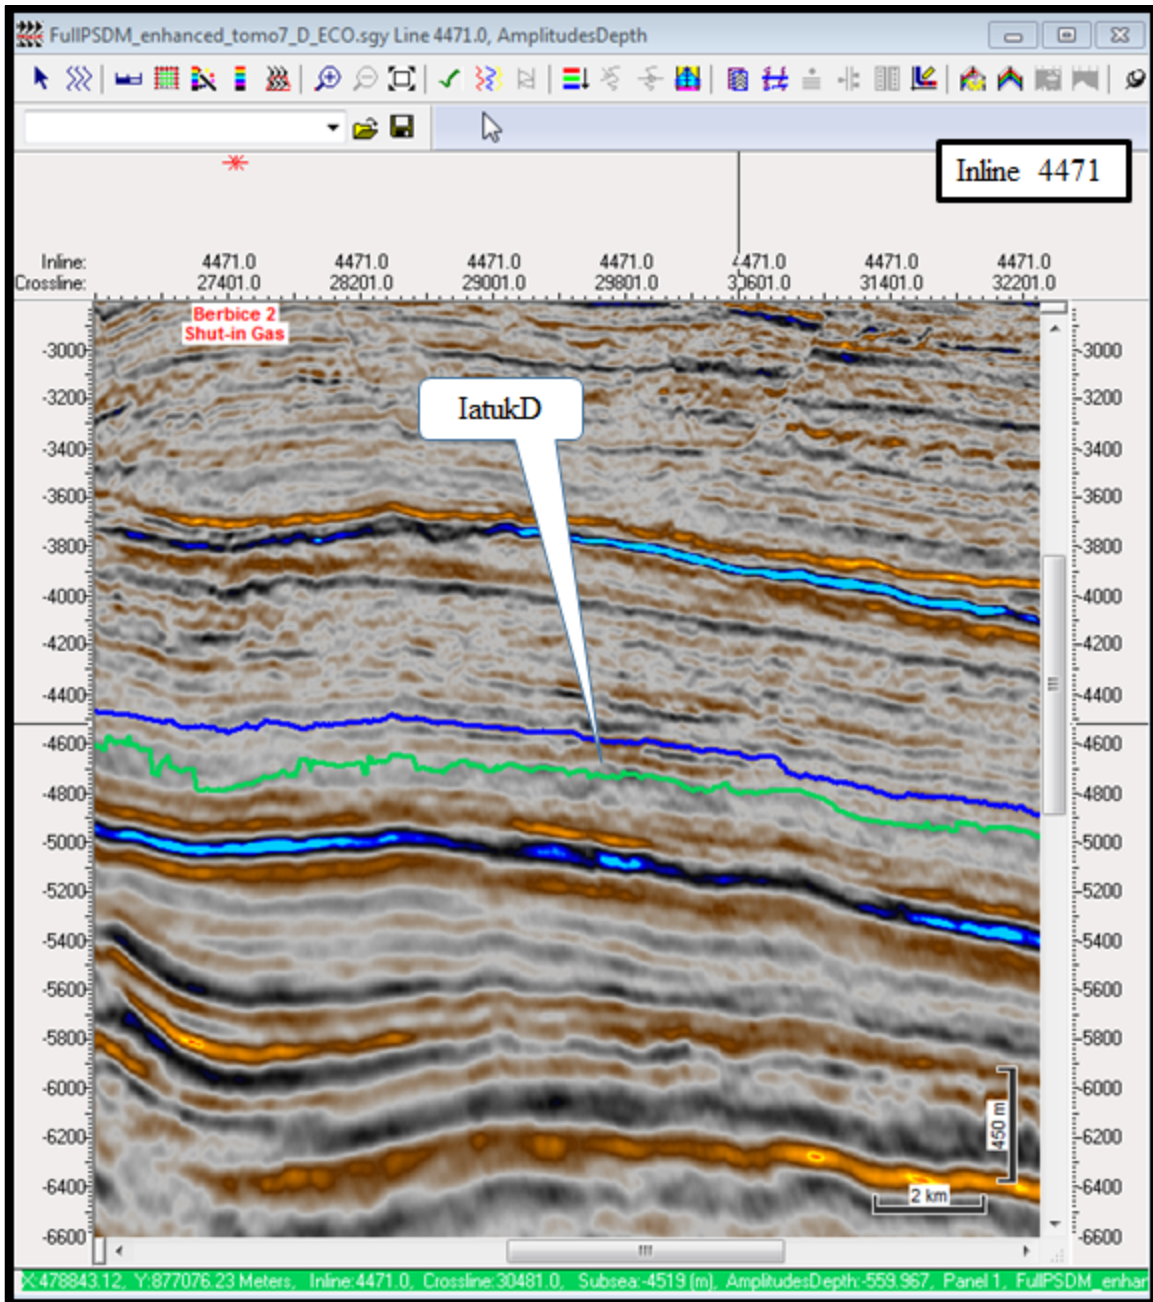 FullPSDM_enhanced_tomo7_D_ECO.sgy Line 4471.0, AmplitudesDepth
Inline 4471
Inline: 4471.0 4471.0 4471.0 4471.0 4471.0 4471.0 4471.0
Crossline: 27401.0 28201.0 29001.0 29801.0 30601.0 31401.0 32201.0
Berbice 2
Shut-in Gas
-3000 -3000
-3200 -3200
IatukD
-3400 -3400
-3600 -3600
-3800 -3800
-4000 -4000
-4200 -4200
-4400 -4400
-4600 -4600
-4800 -4800
-5000 -5000
-5200 -5200
-5400 -5400
-5600 -5600
-5800 -5800
-6000 -6000
450 m
-6200 -6200
-6400 -6400
2 km
-6600 -6600
X:478843.12, Y:877076.23 Meters, Inline:4471.0, Crossline:30481.0, Subsea:-4519 (m), AmplitudesDepth:-559.967, Panel 1, FullPSDM_enhar